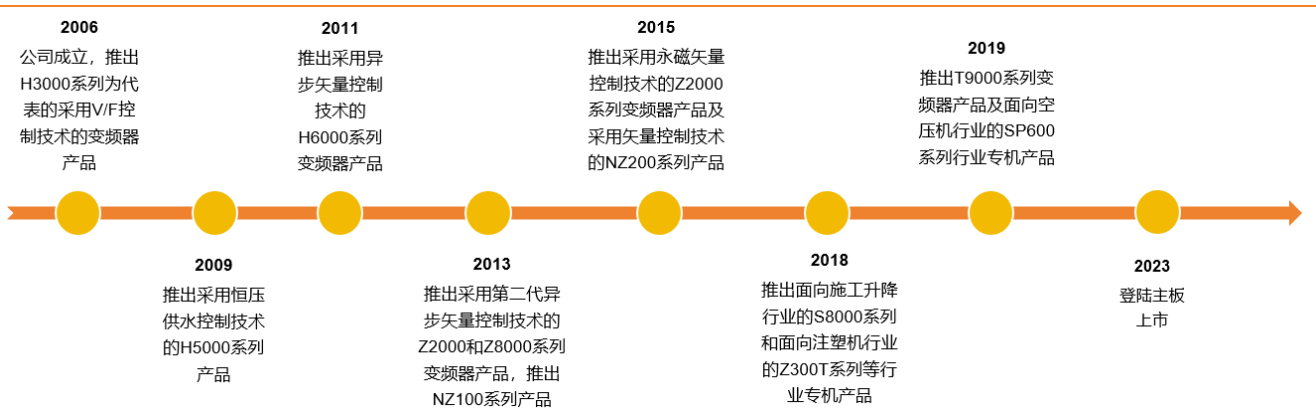 2006
公司成立，推出
H3000系列为代
表的采用V/F控
制技术的变频器
产品
2009
推出采用恒压
供水控制技术
的H5000系列
产品
2011
推出采用异
步矢量控制
技术的
H6000系列
变频器产品
2013
推出采用第二代异
步矢量控制技术的
Z2000和Z8000系列
变频器产品，推出
NZ100系列产品
2015
推出采用永磁矢量
控制技术的Z2000
系列变频器产品及
采用矢量控制技术
的NZ200系列产品
2018
推出面向施工升降
行业的S8000系列
和面向注塑机行业
的Z300T系列等行
业专机产品
2019
推出T9000系列变
频器产品及面向空
压机行业的SP600
系列行业专机产品
2023
登陆主板
上市